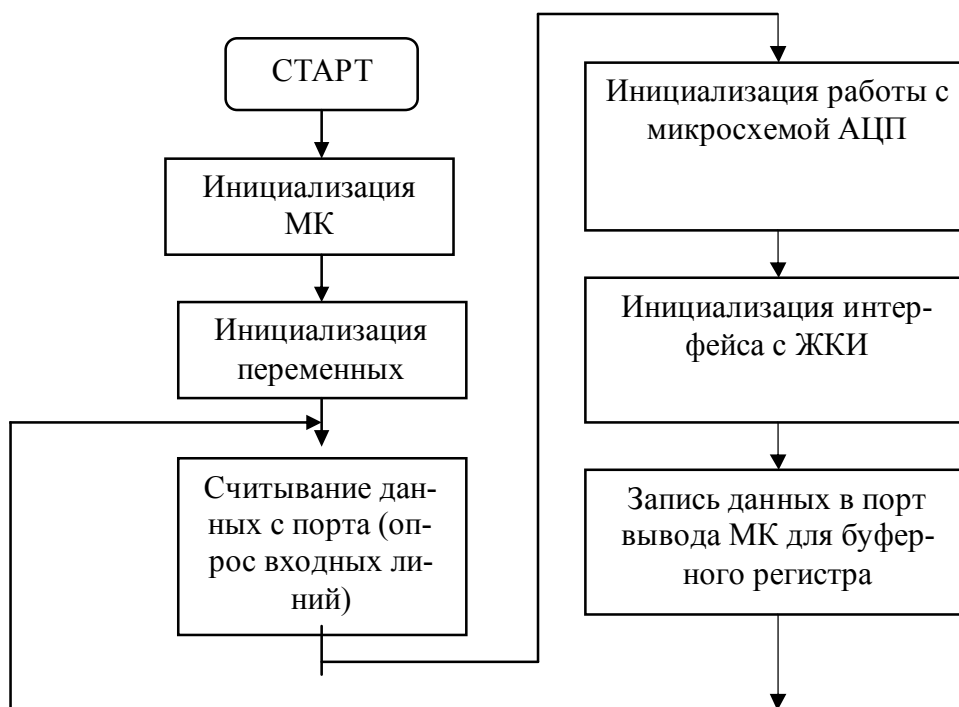 СТАРТ
Инициализация
МК
Инициализация
переменных
Считывание дан-
ных с порта (оп-
рос входных ли-
ний)
Инициализация работы с
микросхемой АЦП
Инициализация интер-
фейса с ЖКИ
Запись данных в порт
вывода МК для буфер-
ного регистра